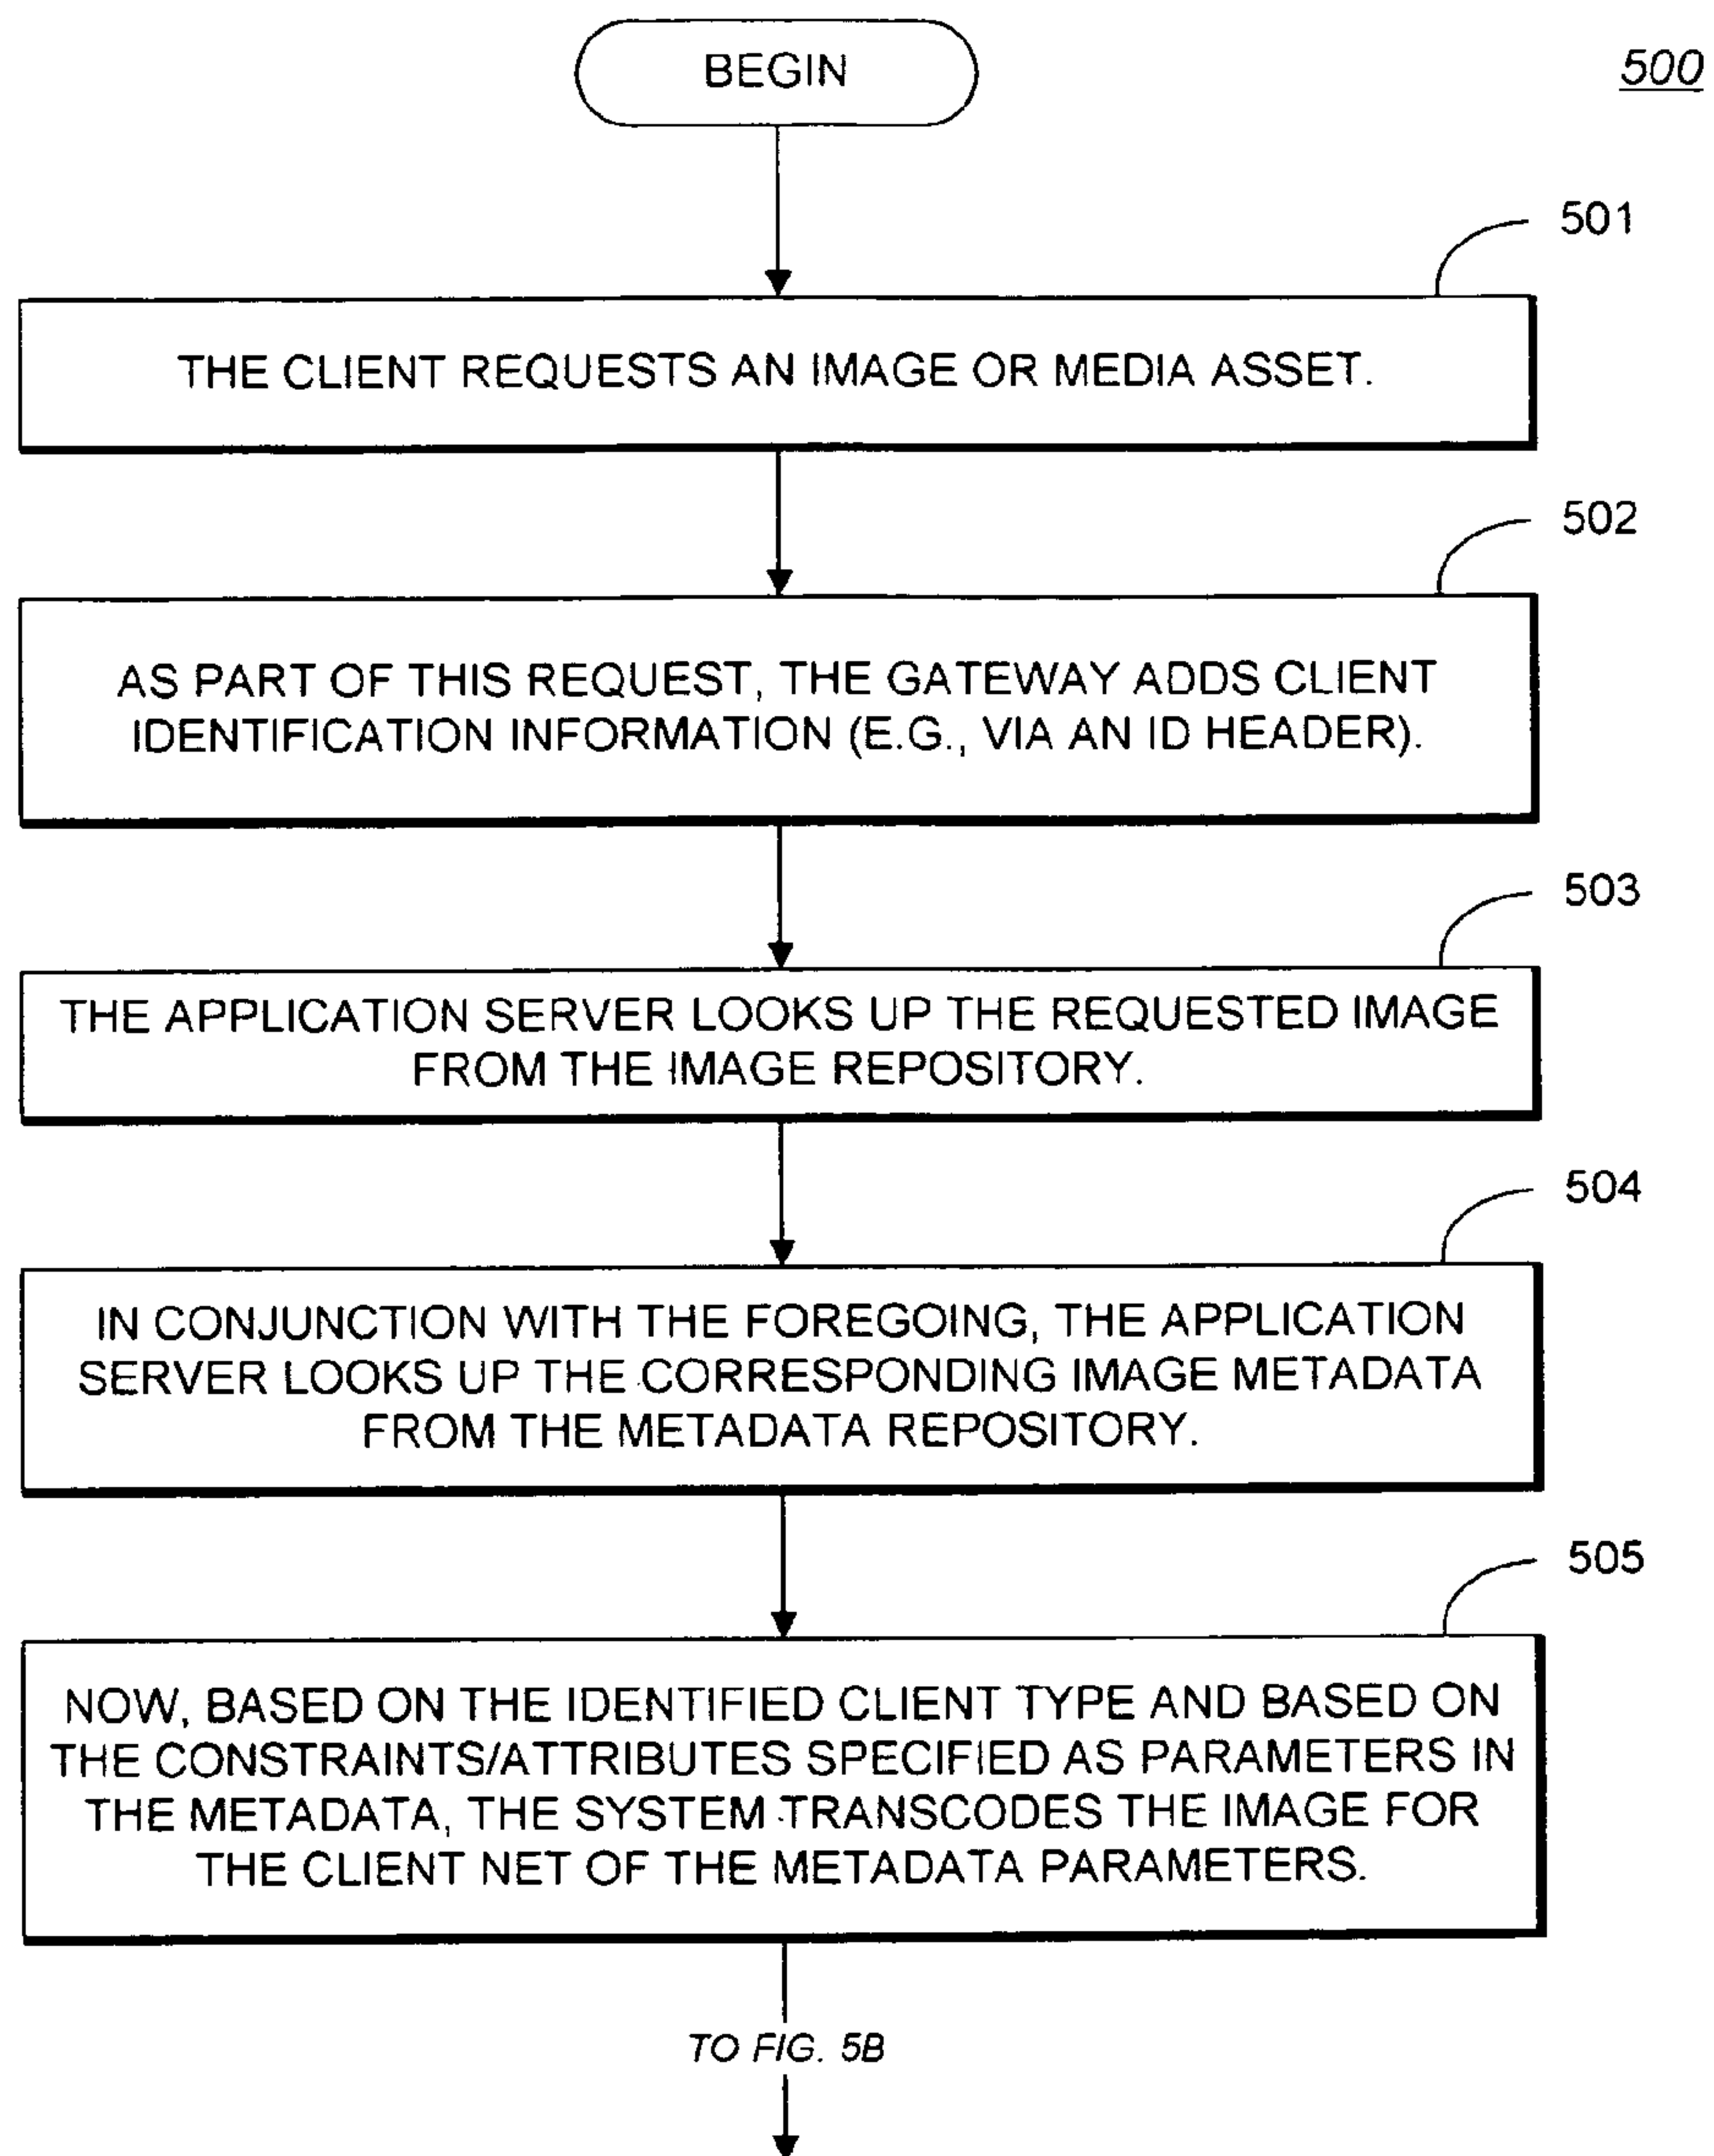 BEGIN
500
501
THE CLIENT REQUESTS AN IMAGE OR MEDIA ASSET.
502
AS PART OF THIS REQUEST, THE GATEWAY ADDS CLIENT
IDENTIFICATION INFORMATION (E.G., VIA AN ID HEADER).
503
THE APPLICATION SERVER LOOKS UP THE REQUESTED IMAGE
FROM THE IMAGE REPOSITORY.
504
IN CONJUNCTION WITH THE FOREGOING, THE APPLICATION
SERVER LOOKS UP THE CORRESPONDING IMAGE METADATA
FROM THE METADATA REPOSITORY.
505
NOW, BASED ON THE IDENTIFIED CLIENT TYPE AND BASED ON
THE CONSTRAINTS/ATTRIBUTES SPECIFIED AS PARAMETERS IN
THE METADATA, THE SYSTEM TRANSCODES THE IMAGE FOR
THE CLIENT NET OF THE METADATA PARAMETERS.
TO FIG. 5B